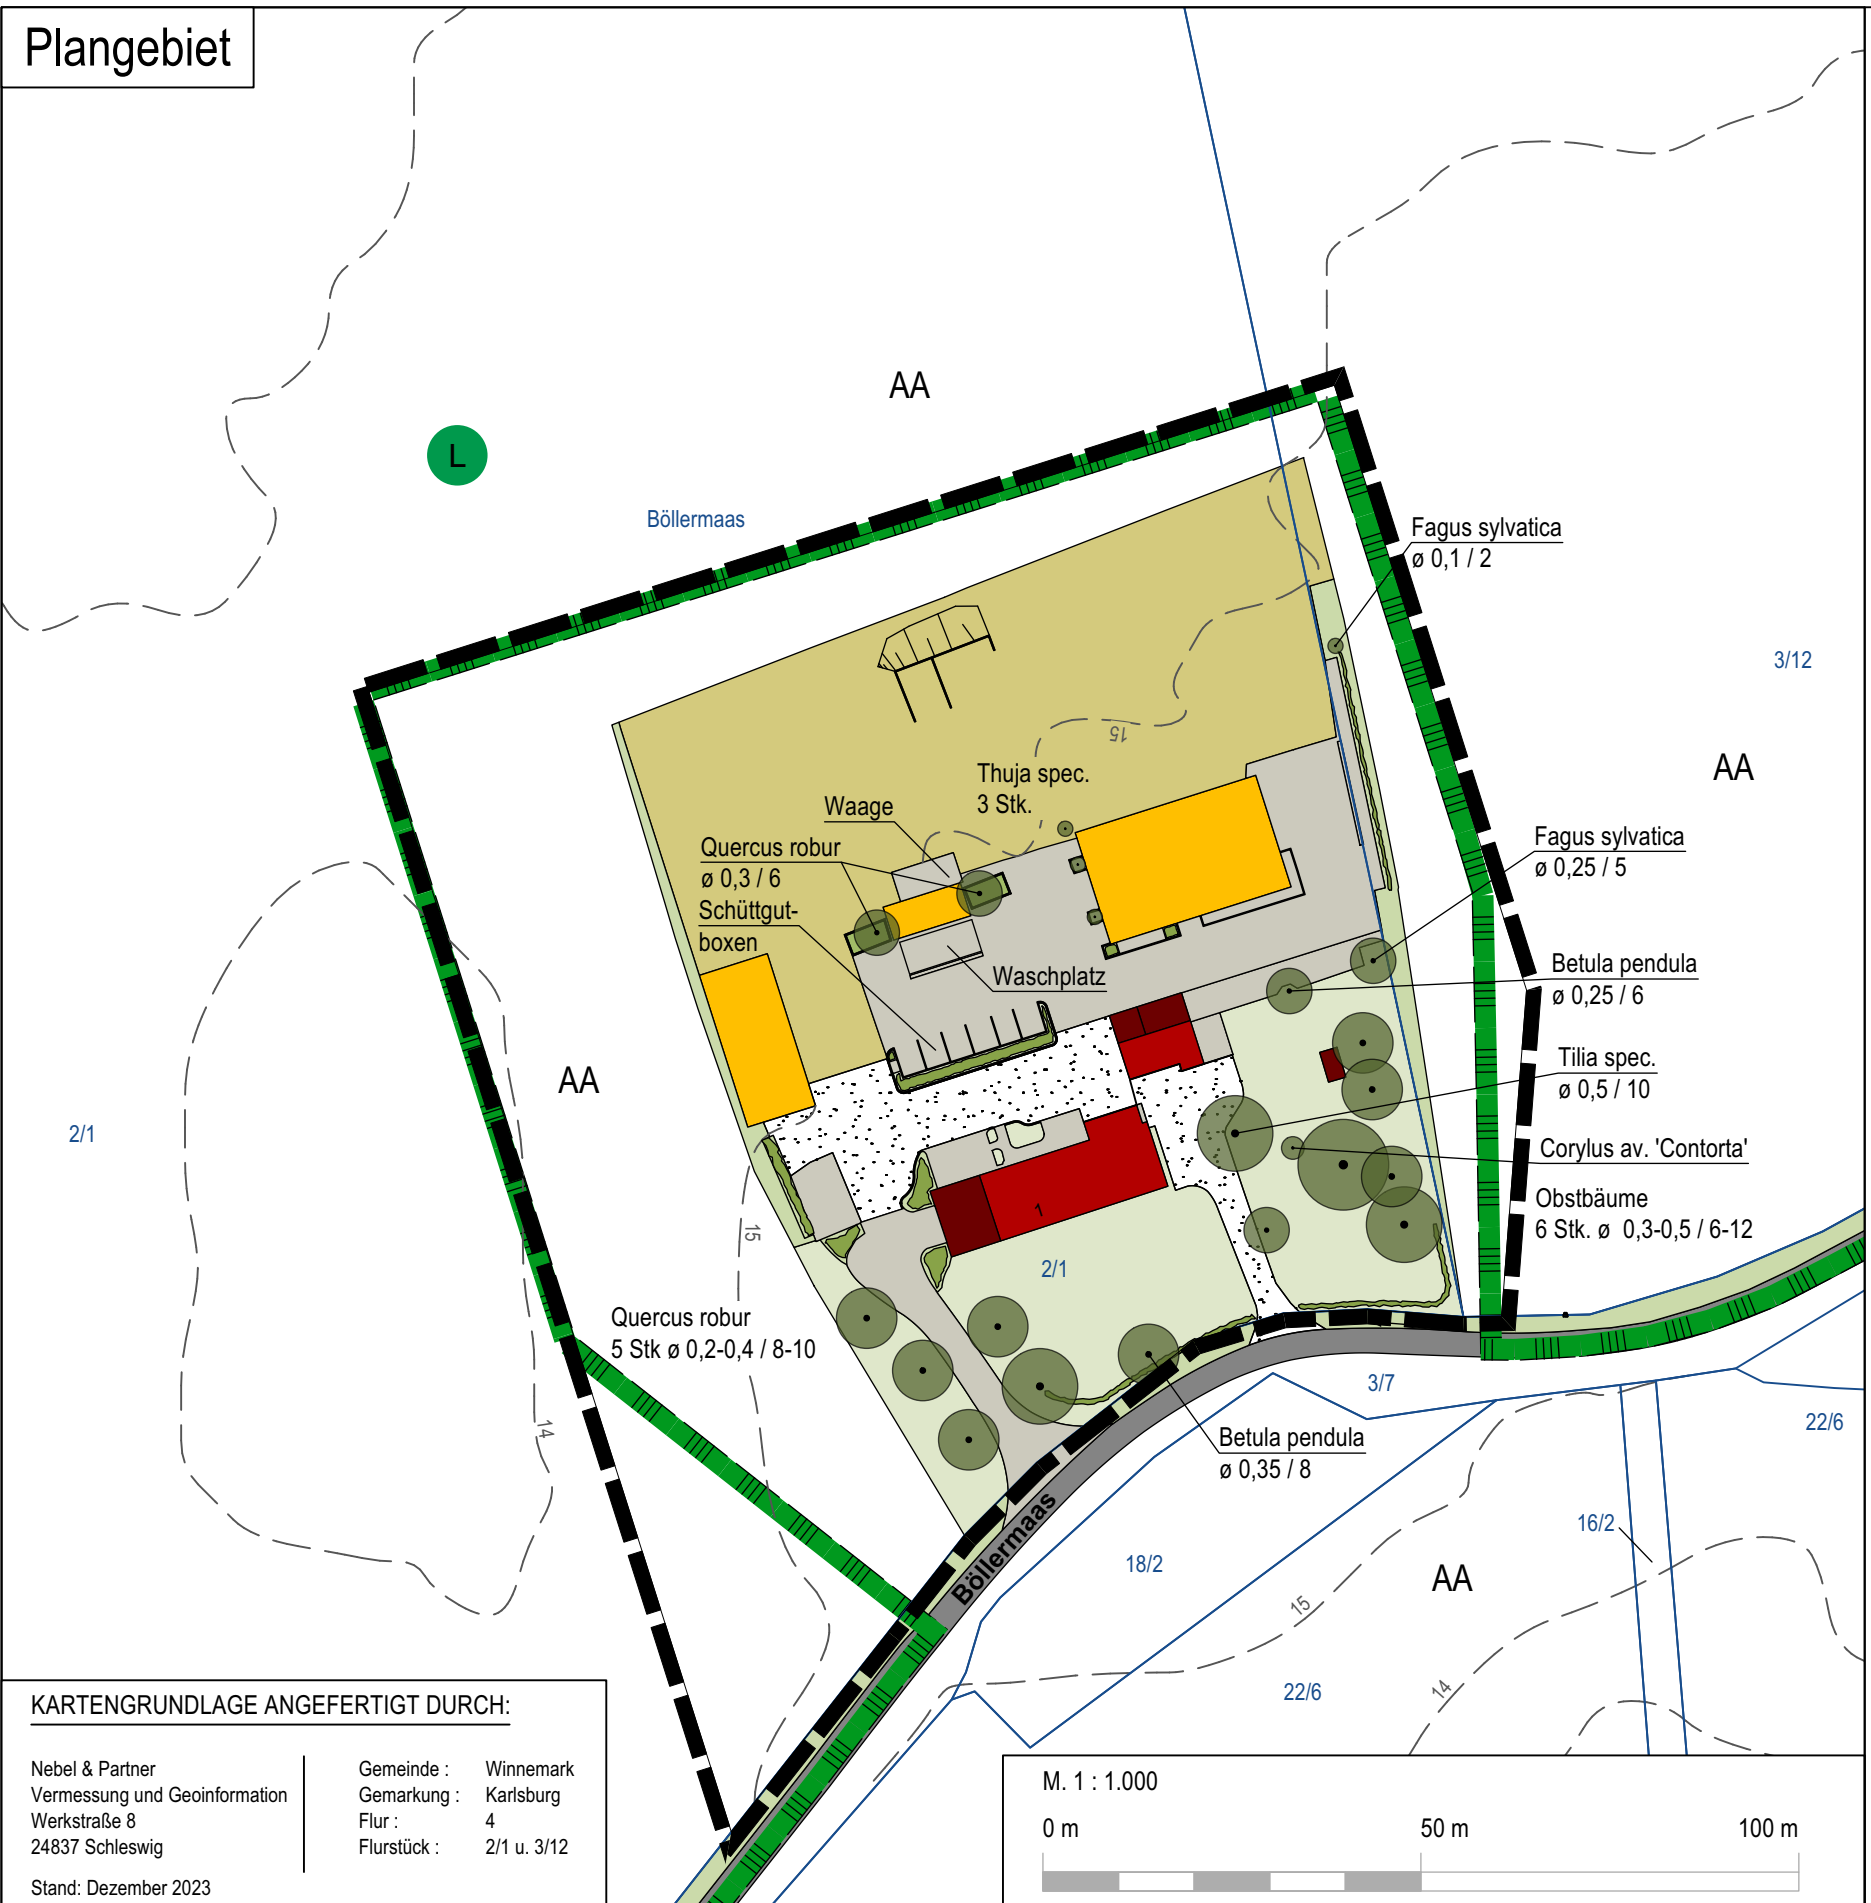 Plangebiet
AA
L
Böllermaas
Fagus sylvatica
ø 0,1 / 2
3/12
AA
15
Thuja spec.
3 Stk.
Waage
Quercus robur
ø 0,3 / 6
Schüttgut-
boxen
Waschplatz
Fagus sylvatica
ø 0,25 / 5
Betula pendula
ø 0,25 / 6
Tilia spec.
ø 0,5 / 10
Corylus av. 'Contorta'
Obstbäume
6 Stk. ø 0,3-0,5 / 6-12
AA
2/1
15
1
2/1
Quercus robur
5 Stk ø 0,2-0,4 / 8-10
14
3/7
22/6
Betula pendula
ø 0,35 / 8
Böllermaas
16/2
18/2
AA
15
22/6
14
KARTENGRUNDLAGE ANGEFERTIGT DURCH:
Nebel & Partner
Vermessung und Geoinformation
Werkstraße 8
24837 Schleswig
Gemeinde : Winnemark
Gemarkung : Karlsburg
Flur : 4
Flurstück : 2/1 u. 3/12
Stand: Dezember 2023
M. 1 : 1.000
0 m 50 m 100 m